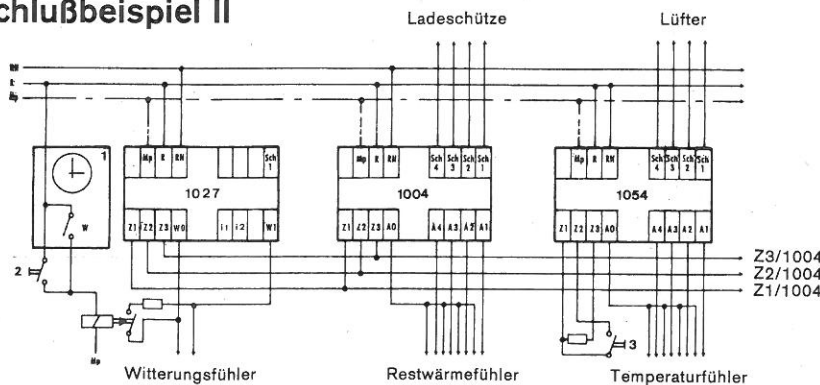 chlußbeispiel II
Ladeschütze
Lüfter
RN
R
Mp
1
W
2
Mp
Mp R RN Sch 1
1027
Z1 Z2 Z3 W0 i1 i2 W1
Mp R RN Sch 4 Sch 3 Sch 2 Sch 1
1004
Z1 Z2 Z3 A0 A4 A3 A2 A1
Mp R RN Sch 4 Sch 3 Sch 2 Sch 1
1054
Z1 Z2 Z3 A0 A4 A3 A2 A1
Z3/1004
Z2/1004
Z1/1004
3
Witterungsfühler
Restwärmefühler
Temperaturfühler